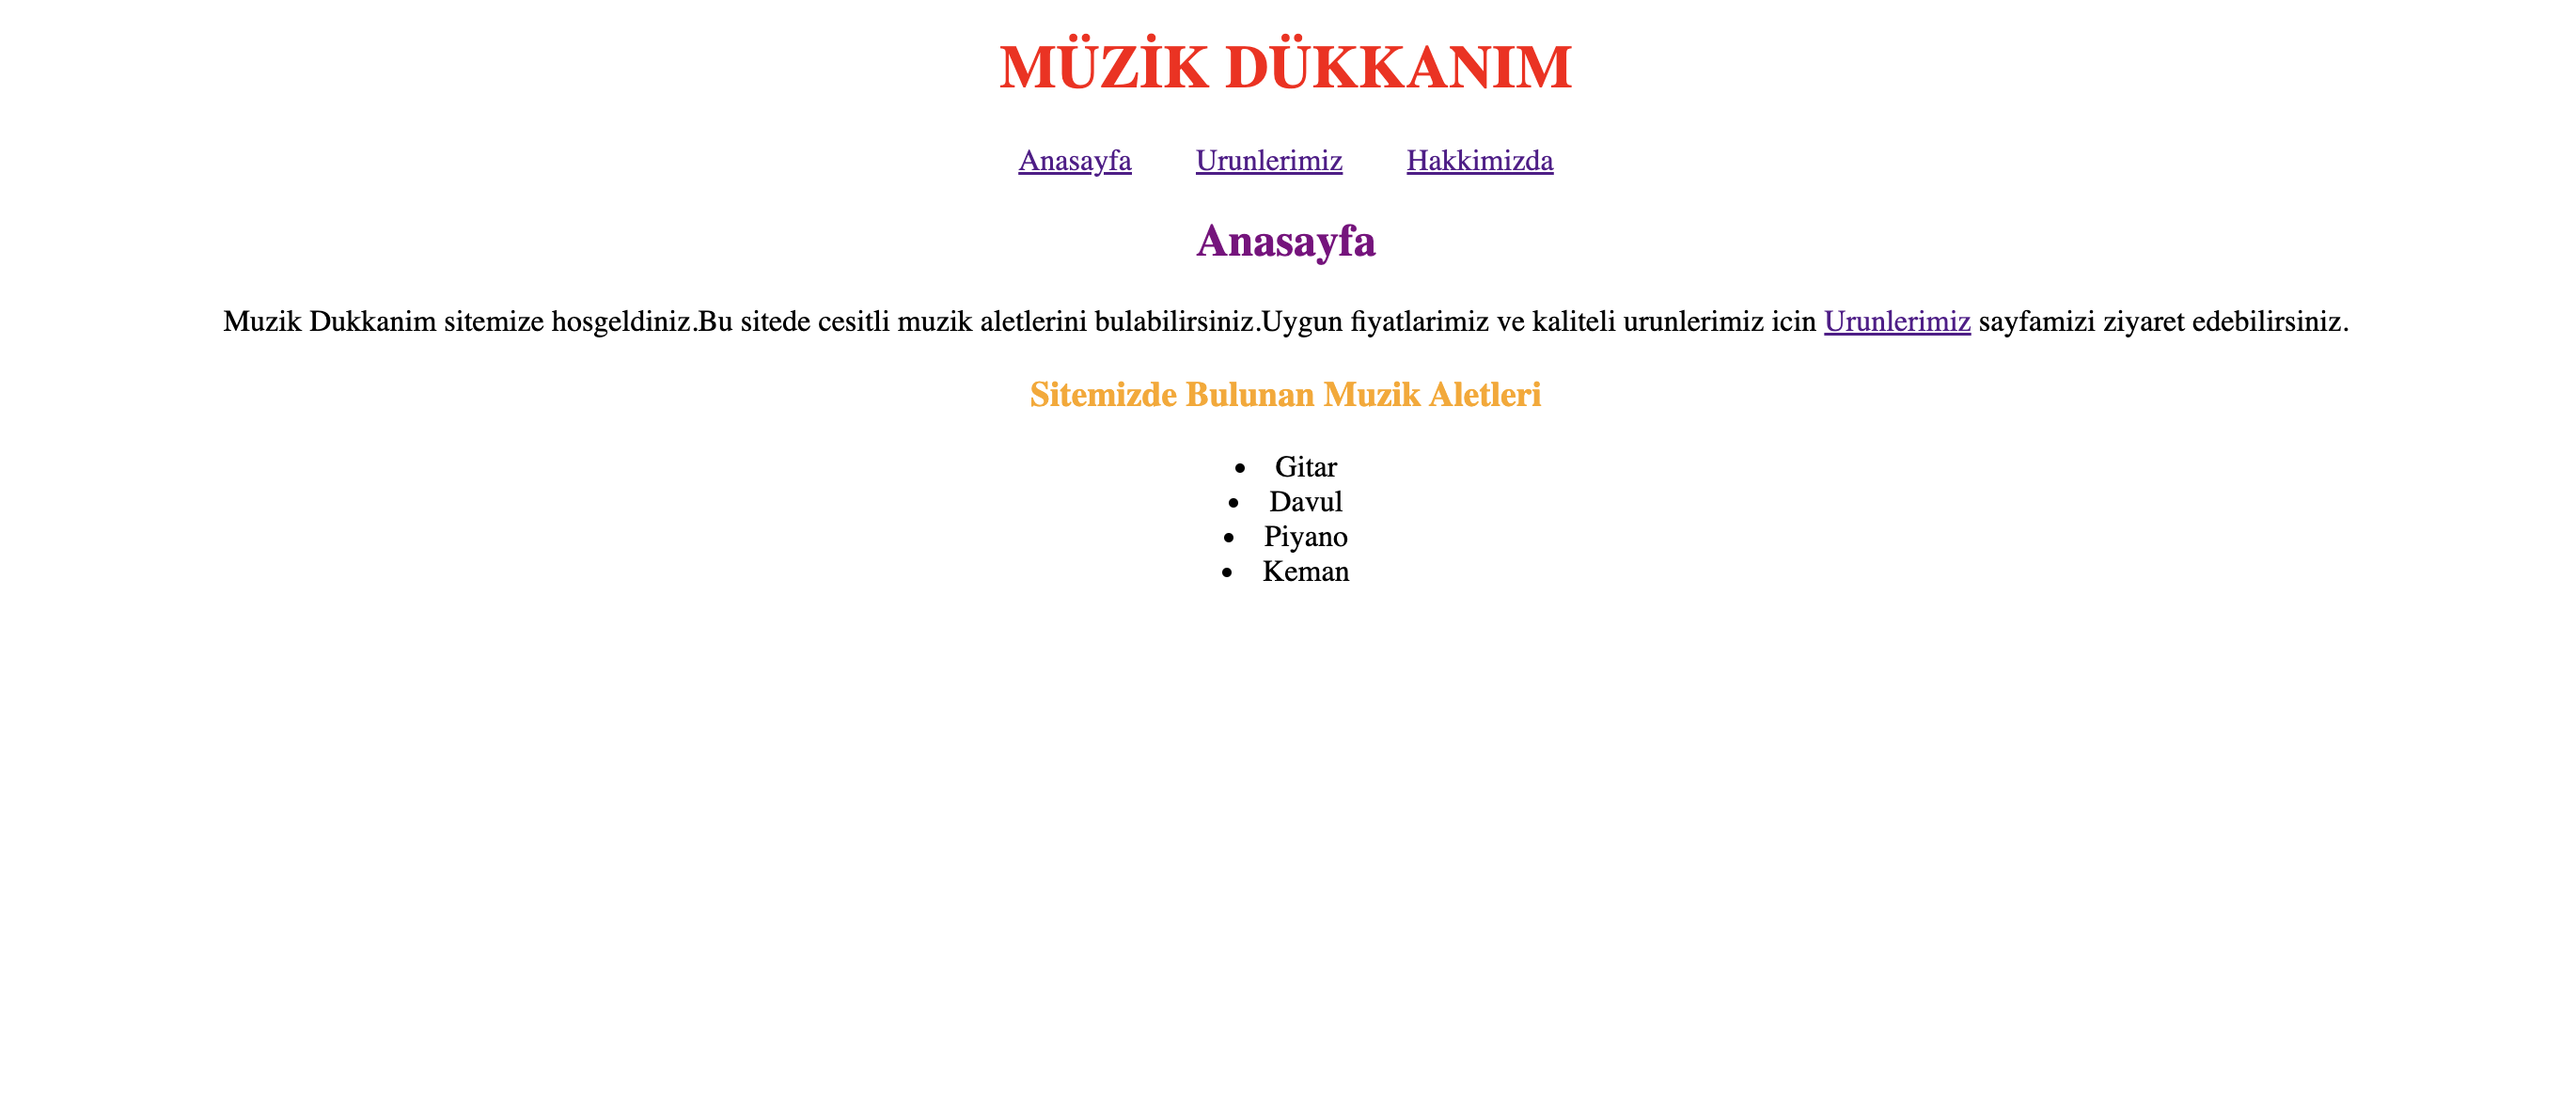 MÜZİK DÜKKANIM
Anasayfa Urunlerimiz Hakkimizda
Anasayfa
Muzik Dukkanim sitemize hosgeldiniz.Bu sitede cesitli muzik aletlerini bulabilirsiniz.Uygun fiyatlarimiz ve kaliteli urunlerimiz icin Urunlerimiz sayfamizi ziyaret edebilirsiniz.
Sitemizde Bulunan Muzik Aletleri
• Gitar
• Davul
• Piyano
• Keman